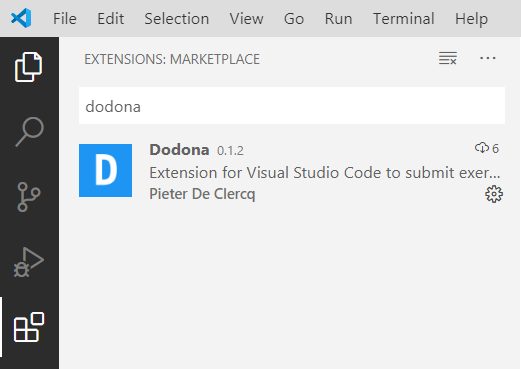 File Edit Selection View Go Run Terminal Help
EXTENSIONS: MARKETPLACE
dodona
D
Dodona 0.1.2 6
Extension for Visual Studio Code to submit exer...
Pieter De Clercq